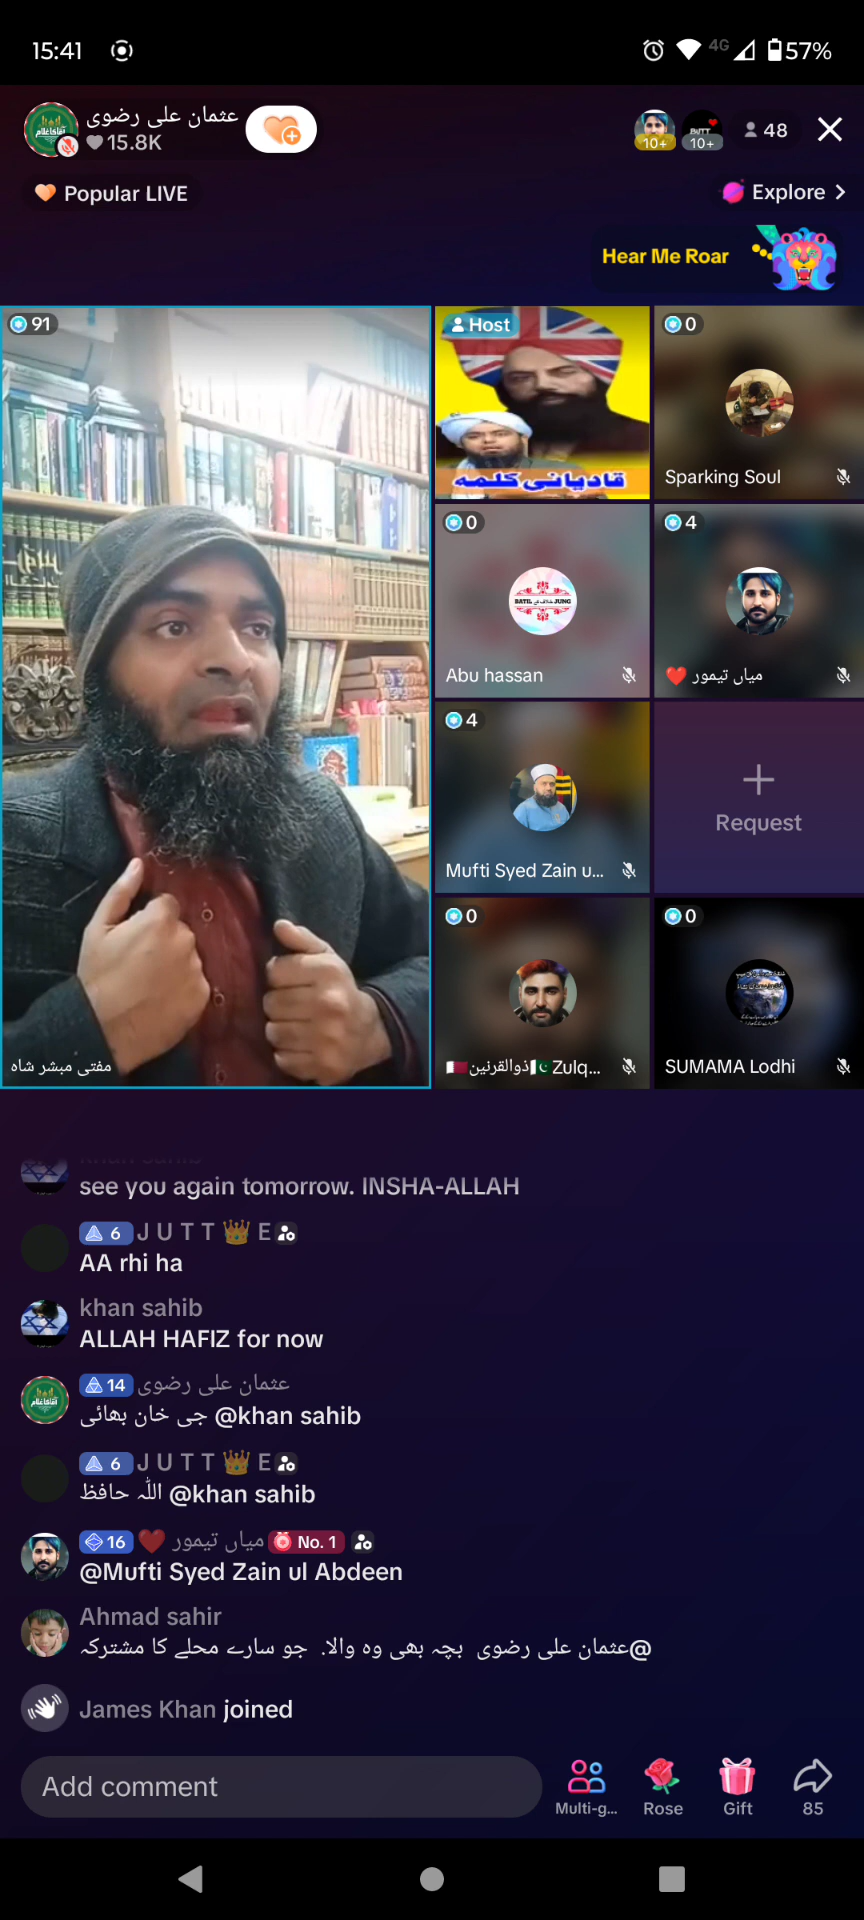 15:41
4G
57%
عثمان علی رضوی
15.8K
10+
10+
48
Popular LIVE
Explore
Hear Me Roar
91
Host
0
قادیانی کلمہ
Sparking Soul
0
4
BATIL کے خلاف JUNG
Abu hassan
میاں تیمور ❤️
4
Request
Mufti Syed Zain u...
0
0
مفتی مبشر شاہ
🇶🇦ذوالقرنین🇵🇰Zulq...
SUMAMA Lodhi
see you again tomorrow. INSHA-ALLAH
6 J U T T 👑 E
AA rhi ha
khan sahib
ALLAH HAFIZ for now
14 عثمان علی رضوی
@khan sahib جی خان بھائی
6 J U T T 👑 E
@khan sahib اللّٰہ حافظ
16 ❤️ میاں تیمور No. 1
@Mufti Syed Zain ul Abdeen
Ahmad sahir
@عثمان علی رضوی بچہ بھی وہ والا. جو سارے محلے کا مشترکہ
James Khan joined
Add comment
Multi-g...
Rose
Gift
85